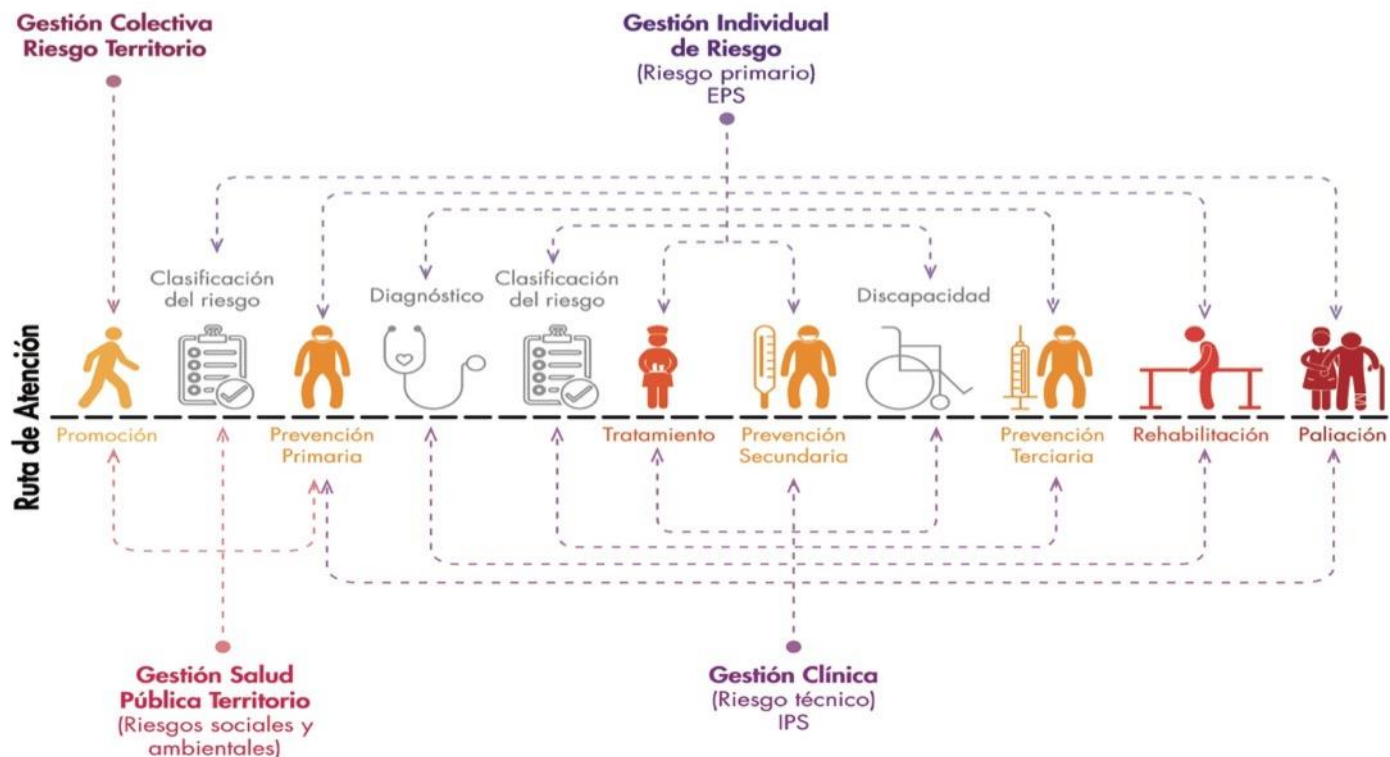 Gestión Colectiva
Riesgo Territorio
Gestión Individual
de Riesgo
(Riesgo primario)
EPS
Clasificación
del riesgo
Diagnóstico
Clasificación
del riesgo
Discapacidad
Ruta de Atención
Promoción
Prevención
Primaria
Tratamiento
Prevención
Secundaria
Prevención
Terciaria
Rehabilitación
Paliación
Gestión Salud
Pública Territorio
(Riesgos sociales y
ambientales)
Gestión Clínica
(Riesgo técnico)
IPS